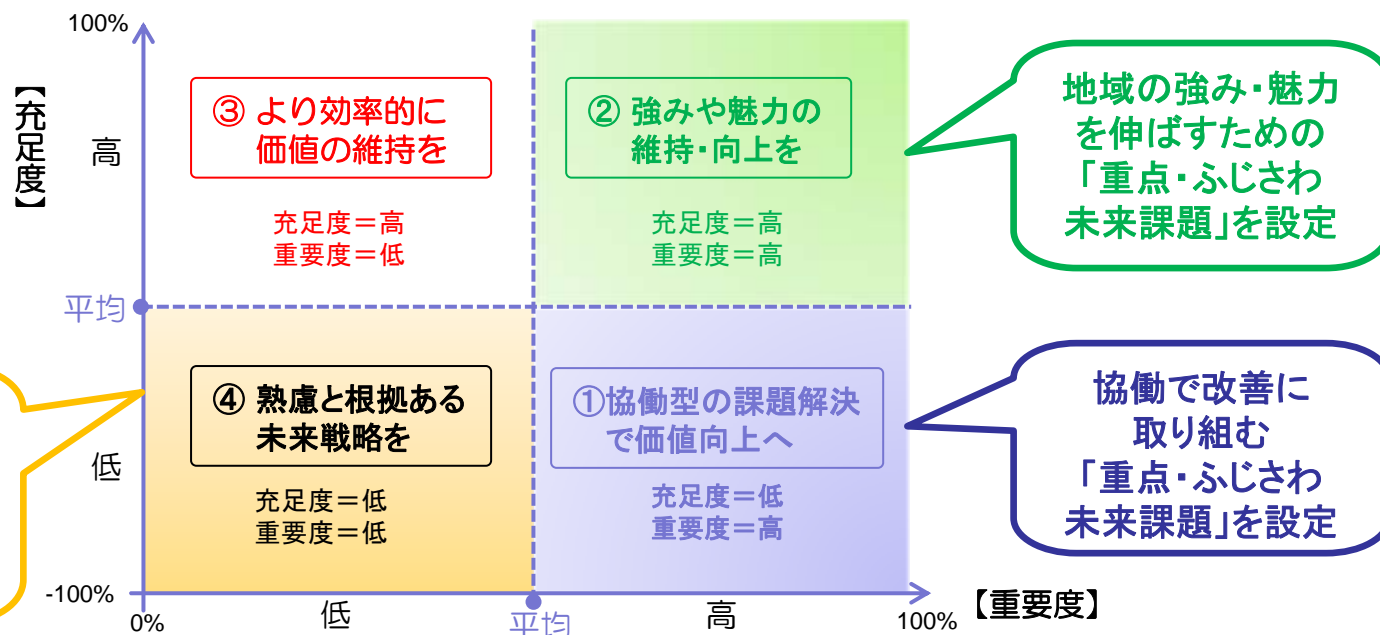 100%
【充足度】
高
③ より効率的に
価値の維持を
充足度＝高
重要度＝低
② 強みや魅力の
維持・向上を
充足度＝高
重要度＝高
地域の強み・魅力
を伸ばすための
「重点・ふじさわ
未来課題」を設定
平均
④ 熟慮と根拠ある
未来戦略を
充足度＝低
重要度＝低
①協働型の課題解決
で価値向上へ
充足度＝低
重要度＝高
協働で改善に
取り組む
「重点・ふじさわ
未来課題」を設定
低
-100%
0%
低
平均
高
100%
【重要度】